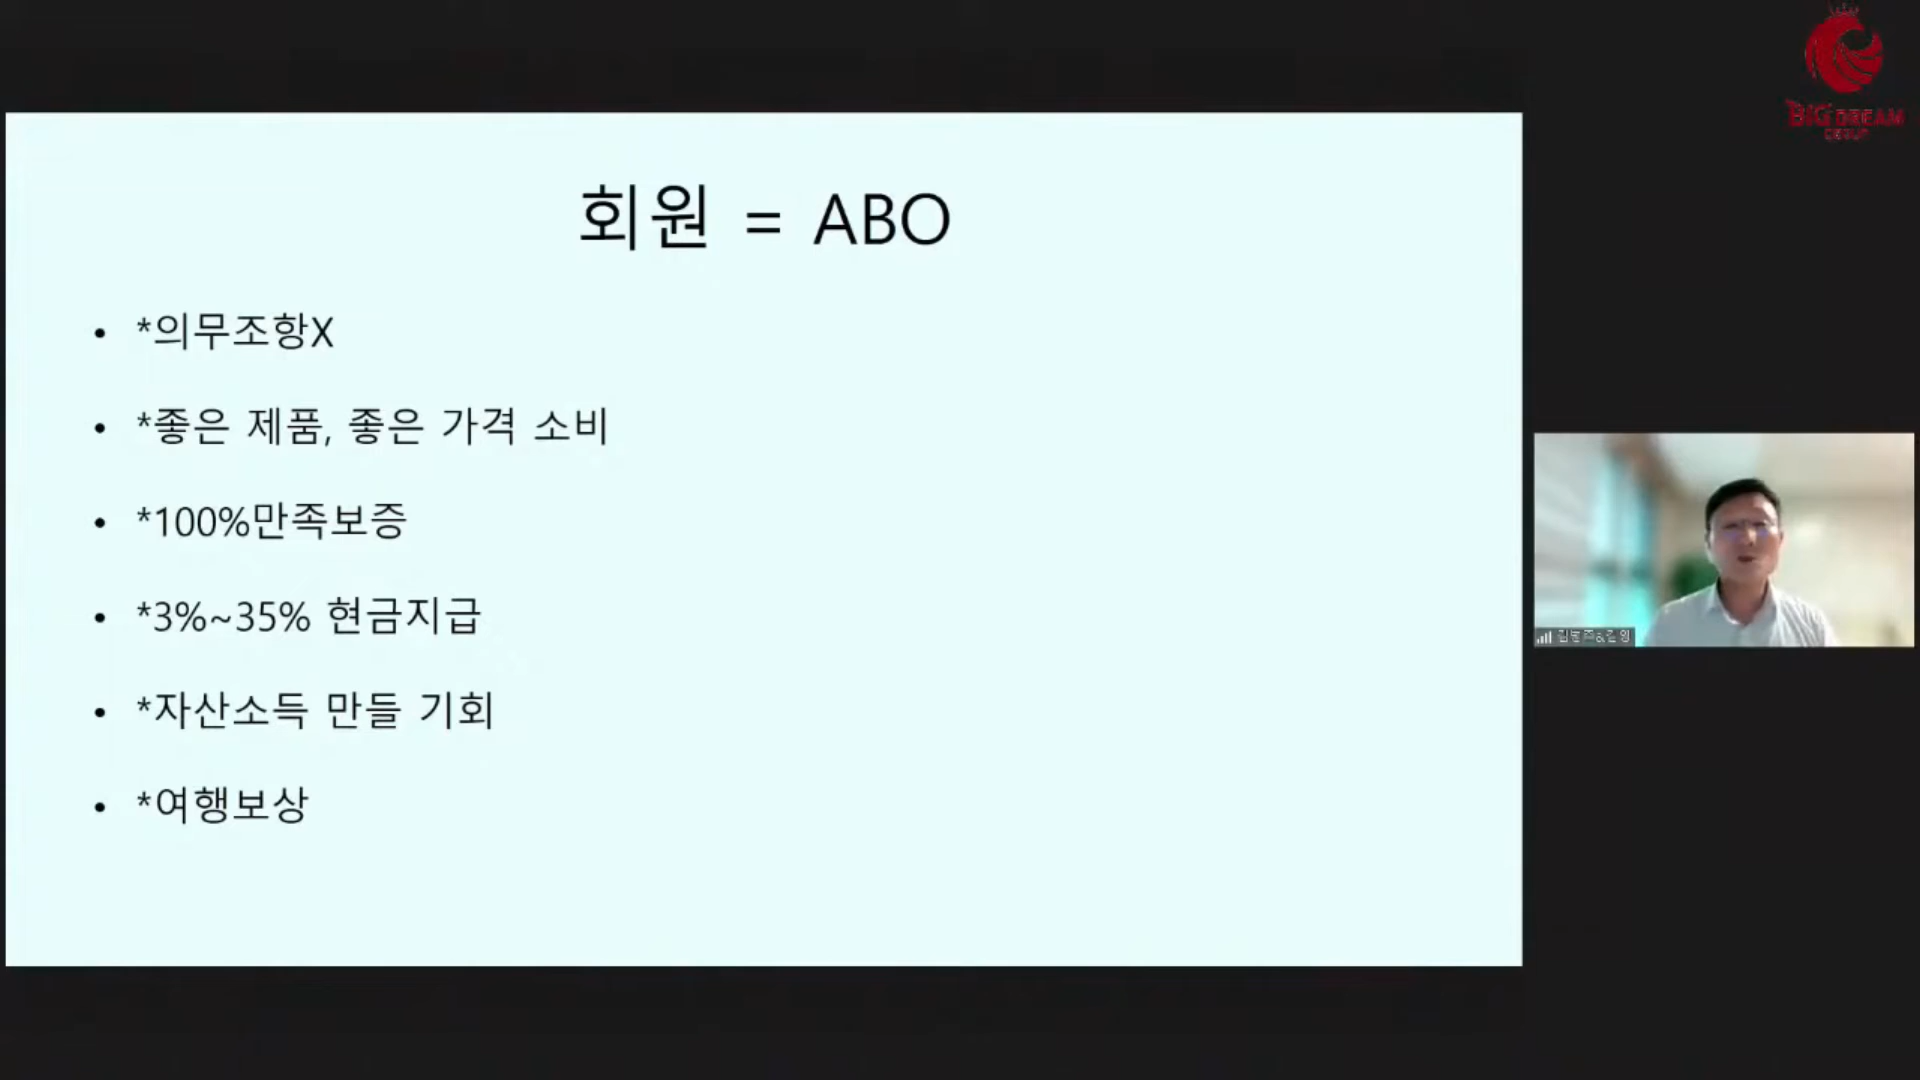 BIG DREAM
GROUP
회원 = ABO
• *의무조항X
• *좋은 제품, 좋은 가격 소비
• *100%만족보증
• *3%~35% 현금지급
• *자산소득 만들 기회
• *여행보상